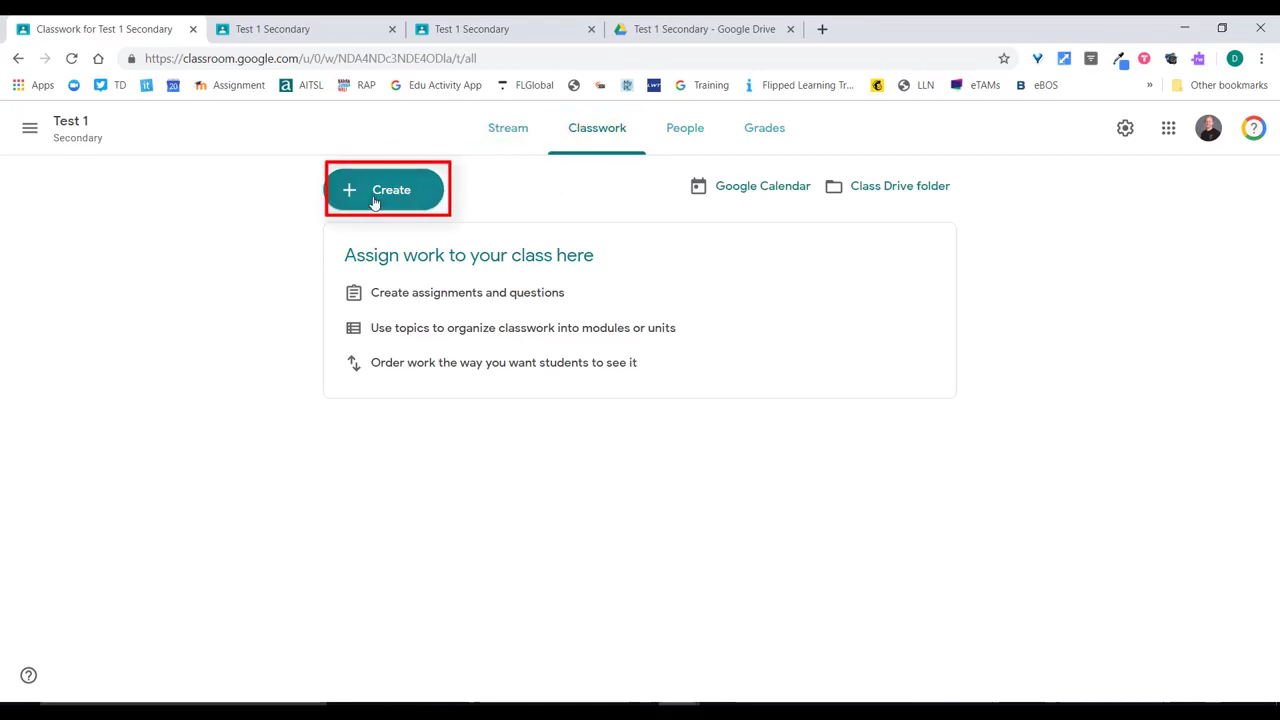 Classwork for Test 1 Secondary
Test 1 Secondary
Test 1 Secondary
Test 1 Secondary - Google Drive
https://classroom.google.com/u/0/w/NDA4NDc3NDE4ODla/t/all
D
Apps
TD
it
20
Assignment
a
AITSL
RAP
Edu Activity App
FLGlobal
LWT
Training
Flipped Learning Tr...
LLN
eTAMs
B
eBOS
»
Other bookmarks
Test 1
Secondary
Stream
Classwork
People
Grades
Create
Google Calendar
Class Drive folder
Assign work to your class here
Create assignments and questions
Use topics to organize classwork into modules or units
Order work the way you want students to see it